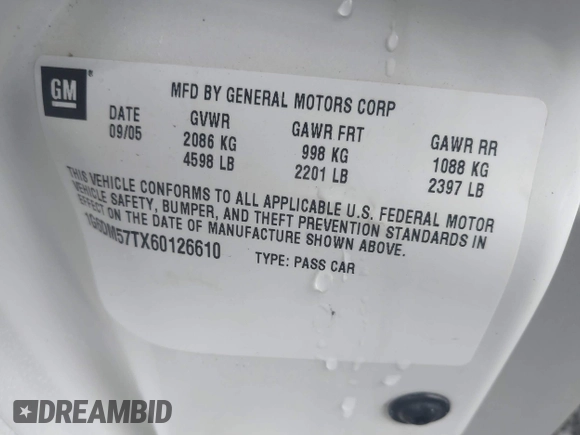 GM
MFD BY GENERAL MOTORS CORP
DATE GVWR GAWR FRT GAWR RR
09/05 2086 KG 998 KG 1088 KG
4598 LB 2201 LB 2397 LB
THIS VEHICLE CONFORMS TO ALL APPLICABLE U.S. FEDERAL MOTOR
VEHICLE SAFETY, BUMPER, AND THEFT PREVENTION STANDARDS IN
EFFECT ON THE DATE OF MANUFACTURE SHOWN ABOVE.
1G6DM57TX60126610 TYPE: PASS CAR
DREAMBID